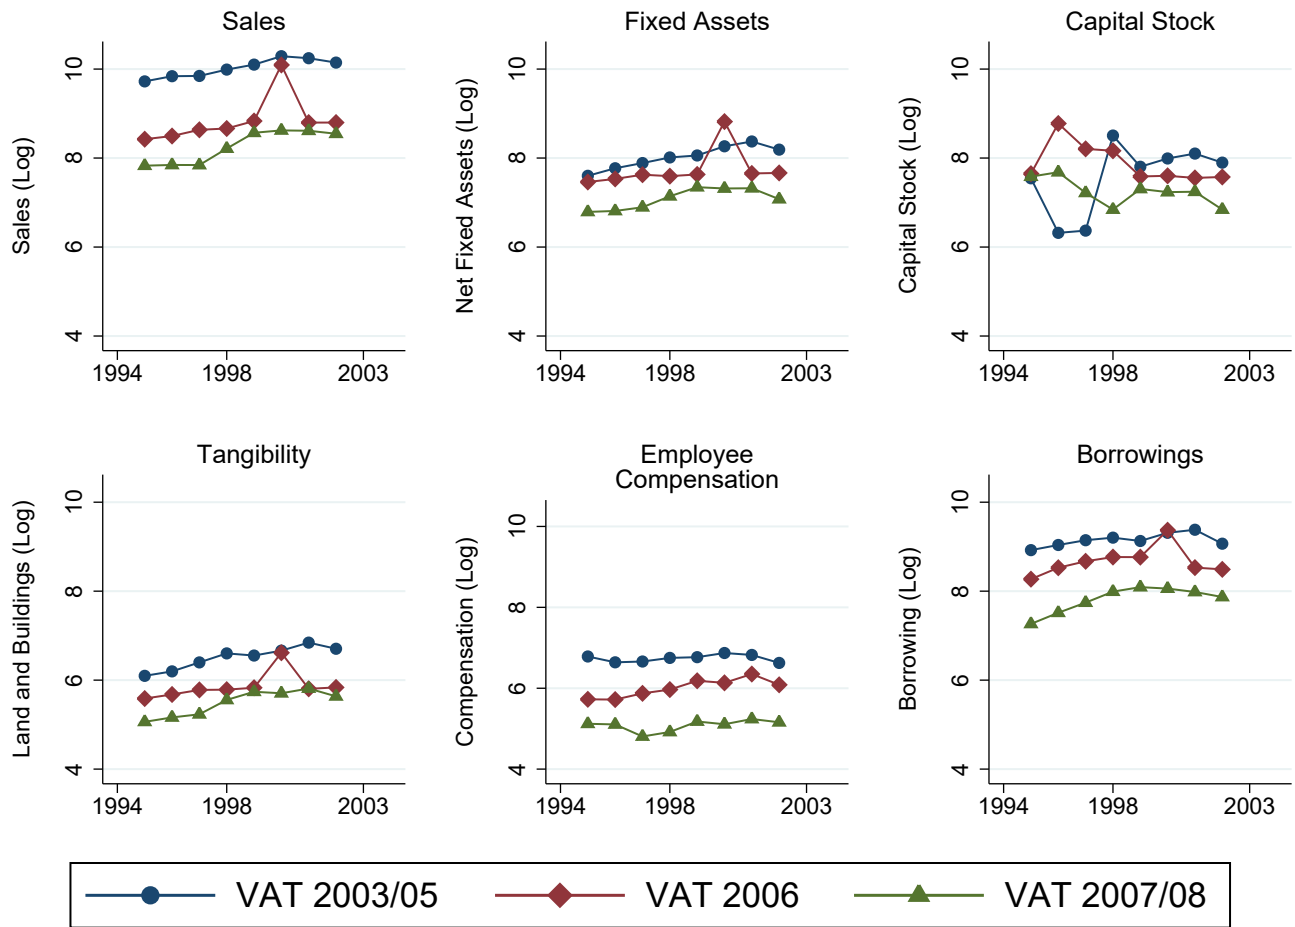 Sales
Sales (Log)
10
8
6
4
1994 1998 2003
Fixed Assets
Net Fixed Assets (Log)
10
8
6
4
1994 1998 2003
Capital Stock
Capital Stock (Log)
10
8
6
4
1994 1998 2003
Tangibility
Land and Buildings (Log)
10
8
6
4
1994 1998 2003
Employee
Compensation
Compensation (Log)
10
8
6
4
1994 1998 2003
Borrowings
Borrowing (Log)
10
8
6
4
1994 1998 2003
VAT 2003/05 VAT 2006 VAT 2007/08